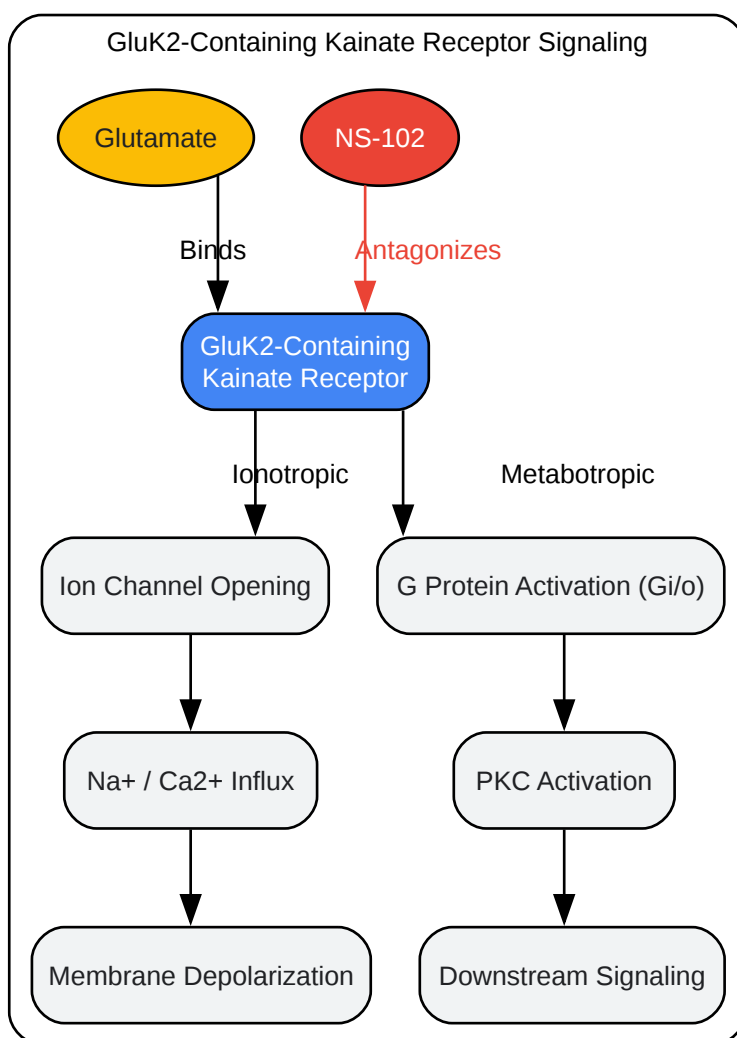 GluK2-Containing Kainate Receptor Signaling
Glutamate
NS-102
Binds
Antagonizes
GluK2-Containing
Kainate Receptor
Ionotropic
Metabotropic
Ion Channel Opening
G Protein Activation (Gi/o)
Na+ / Ca2+ Influx
PKC Activation
Membrane Depolarization
Downstream Signaling